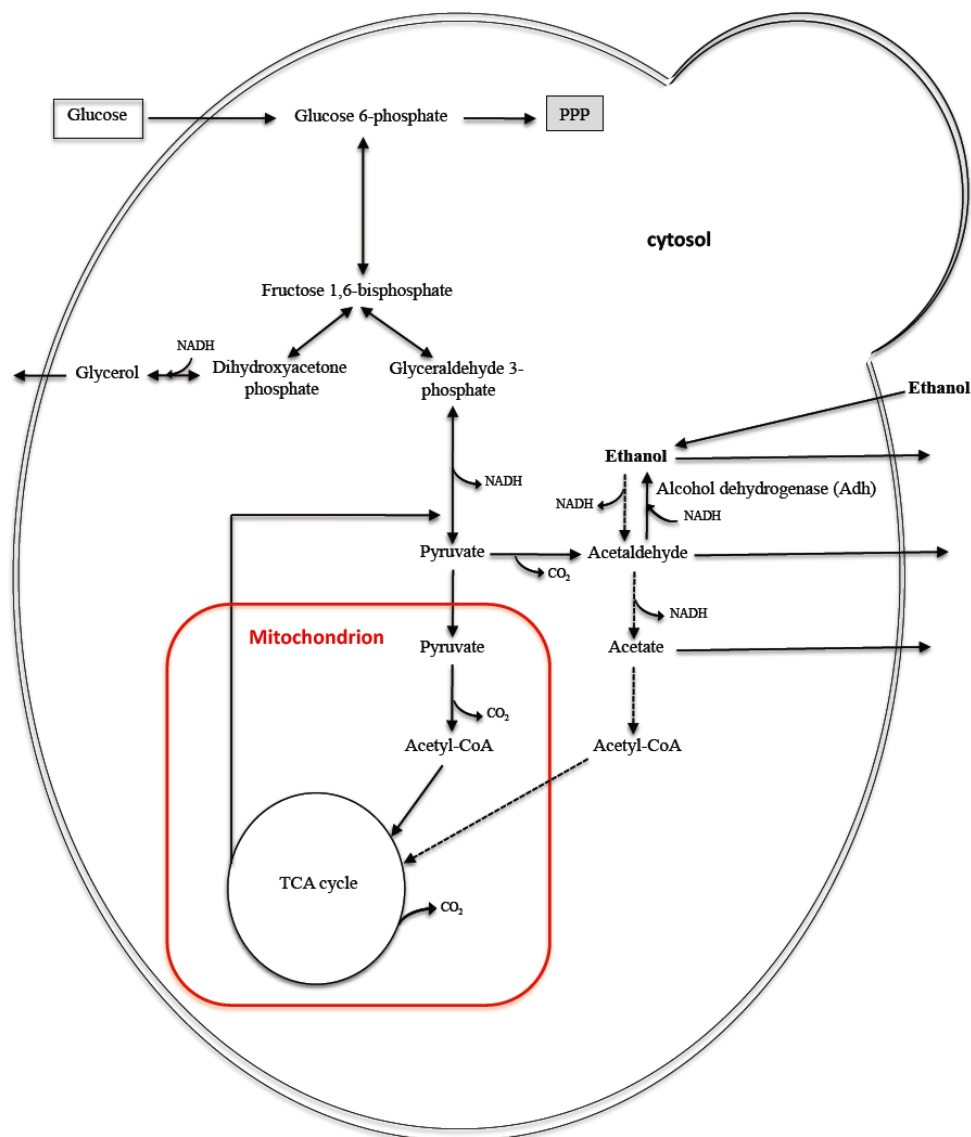 Glucose
Glucose 6-phosphate
PPP
cytosol
Fructose 1,6-bisphosphate
NADH
Glycerol
Dihydroxyacetone
phosphate
Glyceraldehyde 3-
phosphate
Ethanol
Ethanol
NADH
NADH
Alcohol dehydrogenase (Adh)
NADH
Pyruvate
CO2
Acetaldehyde
NADH
Mitochondrion
Pyruvate
Acetate
CO2
Acetyl-CoA
Acetyl-CoA
TCA cycle
CO2